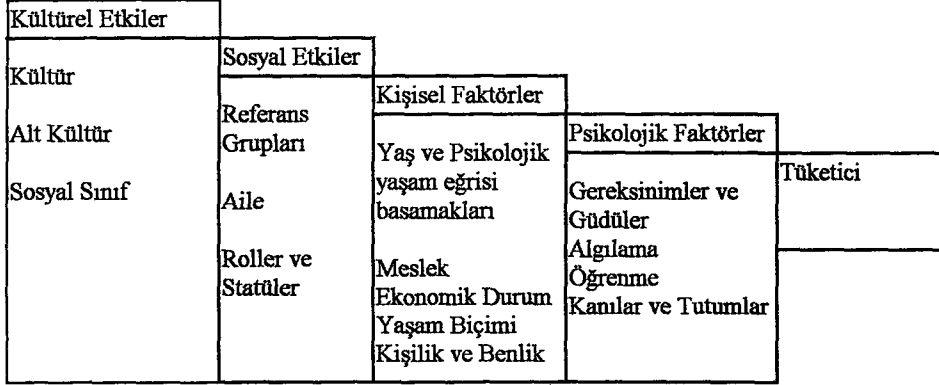 Kültürel Etkiler
Kültür
Alt Kültür
Sosyal Sınıf
Sosyal Etkiler
Referans
Grupları
Aile
Roller ve
Statüler
Kişisel Faktörler
Yaş ve Psikolojik
yaşam eğrisi
basamakları
Meslek
Ekonomik Durum
Yaşam Biçimi
Kişilik ve Benlik
Psikolojik Faktörler
Gereksinimler ve
Güdüler
Algılama
Öğrenme
Kanılar ve Tutumlar
Tüketici